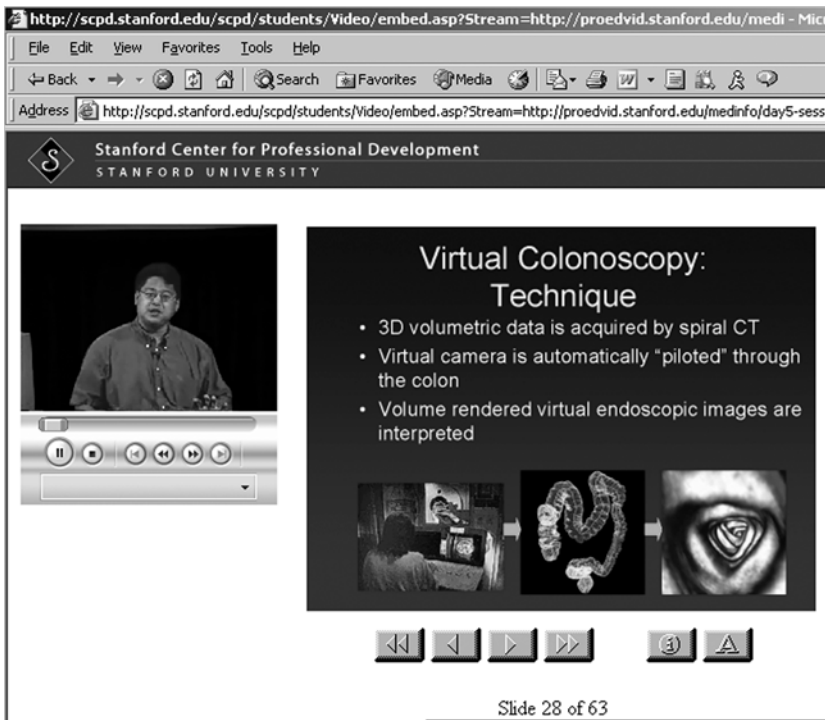 http://scpd.stanford.edu/scpd/students/Video/embed.asp?Stream=http://proedvid.stanford.edu/medi - Micr
File Edit View Favorites Tools Help
Back Search Favorites Media
Address http://scpd.stanford.edu/scpd/students/Video/embed.asp?Stream=http://proedvid.stanford.edu/medinfo/day5-sess
S
Stanford Center for Professional Development
STANFORD UNIVERSITY
Virtual Colonoscopy:
Technique
• 3D volumetric data is acquired by spiral CT
• Virtual camera is automatically “piloted” through
the colon
• Volume rendered virtual endoscopic images are
interpreted
i A
Slide 28 of 63